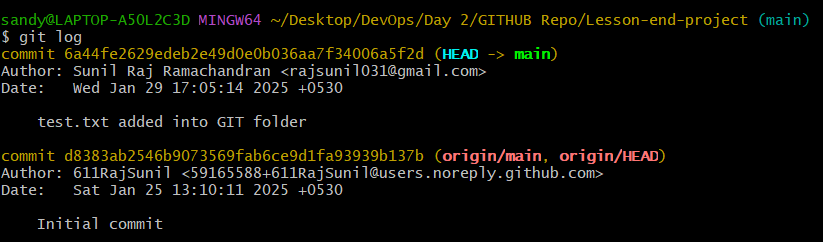 sandy@LAPTOP-A50L2C3D MINGW64 ~/Desktop/DevOps/Day 2/GITHUB Repo/Lesson-end-project (main)
$ git log
commit 6a44fe2629edeb2e49d0e0b036aa7f34006a5f2d (HEAD -> main)
Author: Sunil Raj Ramachandran <rajsunil031@gmail.com>
Date:   Wed Jan 29 17:05:14 2025 +0530
    test.txt added into GIT folder
commit d8383ab2546b9073569fab6ce9d1fa93939b137b (origin/main, origin/HEAD)
Author: 611RajSunil <59165588+611RajSunil@users.noreply.github.com>
Date:   Sat Jan 25 13:10:11 2025 +0530
    Initial commit